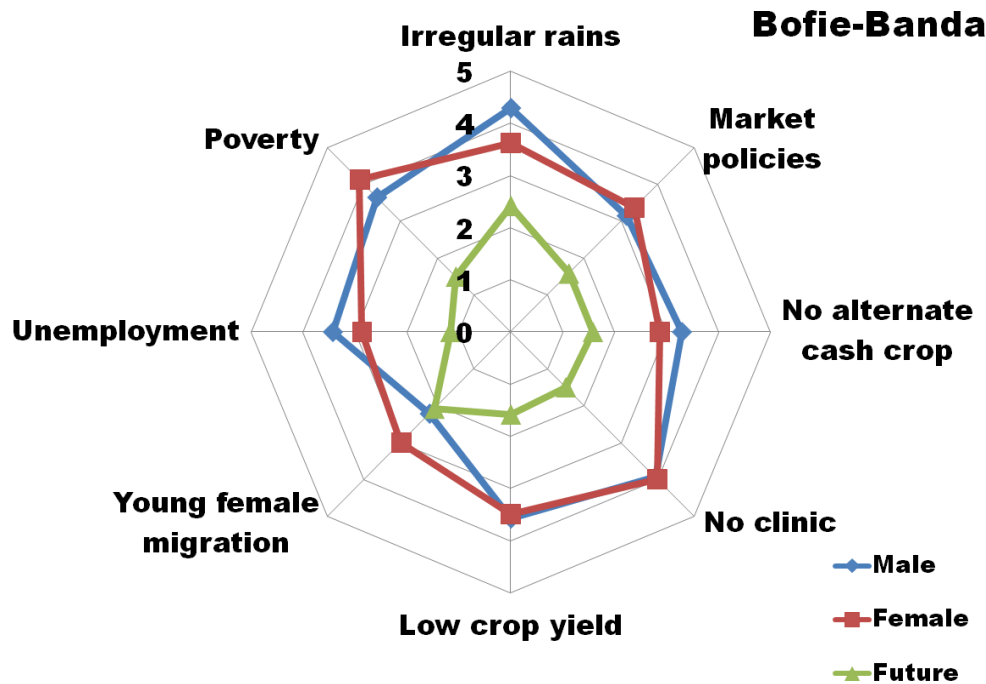 Bofie-Banda
Irregular rains
5
4
3
2
1
0
Market
policies
No alternate
cash crop
No clinic
Low crop yield
Young female
migration
Unemployment
Poverty
Male
Female
Future